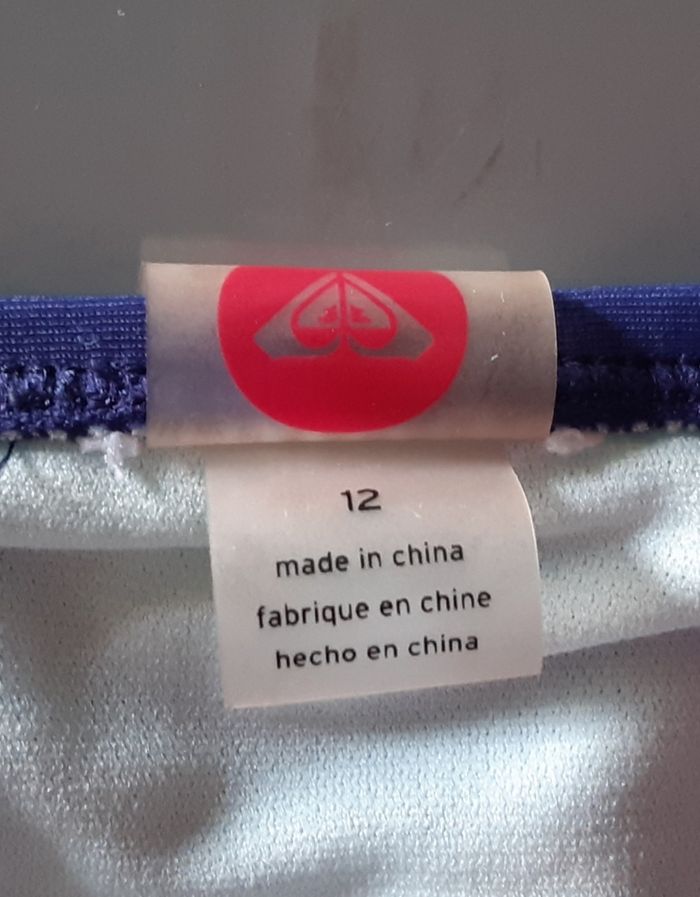 12
made in china
fabrique en chine
hecho en china